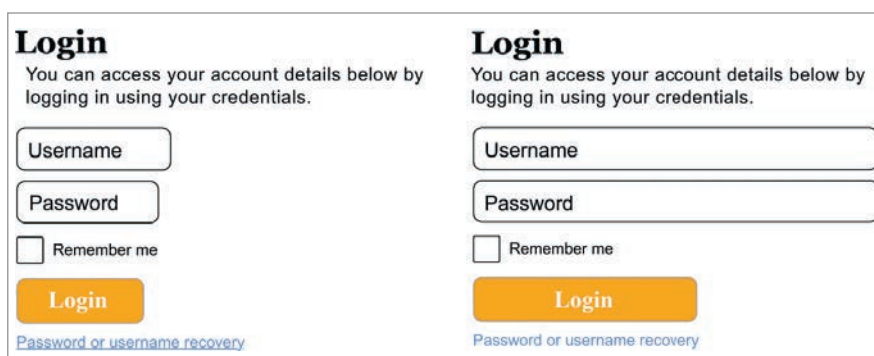 Login
You can access your account details below by
logging in using your credentials.
Username
Password
Remember me
Login
Password or username recovery
Login
You can access your account details below by
logging in using your credentials.
Username
Password
Remember me
Login
Password or username recovery